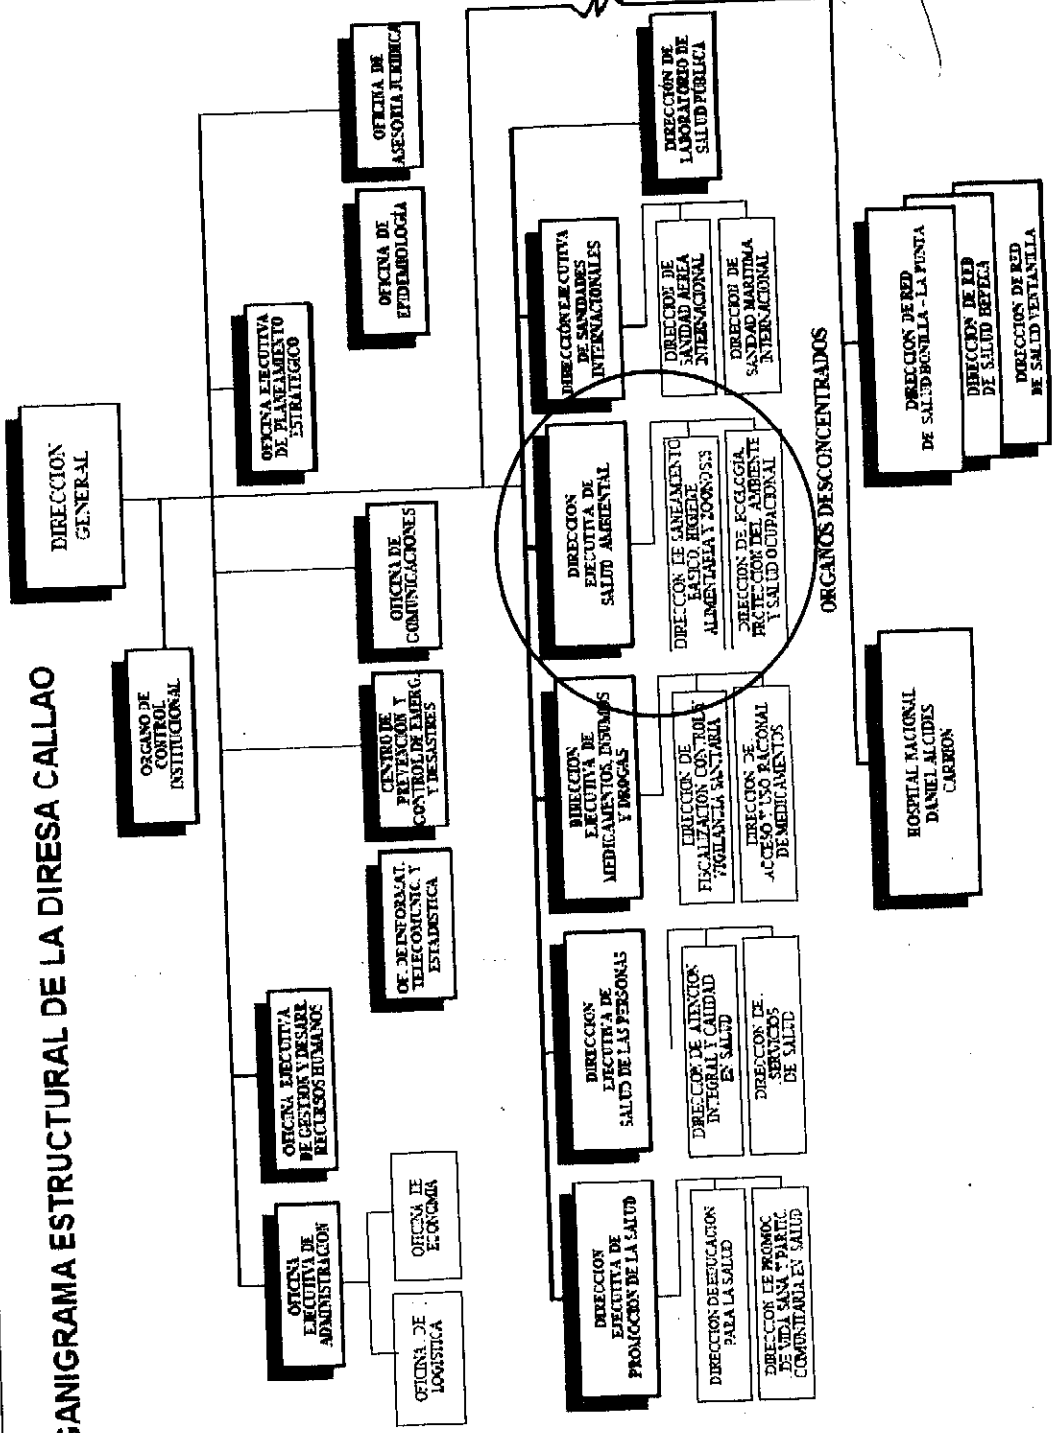 GANIGRAMA ESTRUCTURAL DE LA DIRESA CALLAO
DIRECCION
GENERAL
ORGANO DE
CONTROL
INSTITUCIONAL
OFICINA
EJECUTIVA DE
ADMINISTRACION
OFICINA EJECUTIVA
DE GESTION Y DESARR.
RECURSOS HUMANOS
OFICINA EJECUTIVA
DE PLANEAMIENTO
ESTRATEGICO
OFICINA DE
LOGISTICA
OFICINA DE
ECONOMIA
OF. DE INFORMAT.
TELECOMUNIC. Y
ESTADISTICA
CENTRO DE
PREVENCION Y
CONTROL DE EMERG.
Y DESASTRES
OFICINA DE
COMUNICACIONES
OFICINA DE
EPIDEMIOLOGÍA
OFICINA DE
ASESORIA JURIDICA
DIRECCION
EJECUTIVA DE
PROMOCION DE LA SALUD
DIRECCION
EJECUTIVA DE
SALUD DE LAS PERSONAS
DIRECCION
EJECUTIVA DE
MEDICAMENTOS, INSUMOS
Y DROGAS
DIRECCION
EJECUTIVA DE
SALUD AMBIENTAL
DIRECCIÓN EJECUTIVA
DE SANIDADES
INTERNACIONALES
DIRECCIÓN DE
LABORATORIO DE
SALUD PUBLICA
DIRECCION DE EDUCACION
PARA LA SALUD
DIRECCION DE PROMOC.
DE VIDA SANA Y PARTIC.
COMUNITARIA EN SALUD
DIRECCION DE ATENCION
INTEGRAL Y CALIDAD
EN SALUD
DIRECCION DE
SERVICIOS
DE SALUD
DIRECCION DE
FISCALIZACION CONTROL Y
VIGILANCIA SANITARIA
DIRECCION DE
ACCESO Y USO RACIONAL
DE MEDICAMENTOS
DIRECCION DE SANEAMIENTO
BASICO, HIGIENE
ALIMENTARIA Y ZOONOSIS
DIRECCION DE ECOLOGÍA,
PROTECCION DEL AMBIENTE
Y SALUD OCUPACIONAL
DIRECCION DE
SANIDAD AEREA
INTERNACIONAL
DIRECCION DE
SANIDAD MARITIMA
INTERNACIONAL
ORGANOS DESCONCENTRADOS
HOSPITAL NACIONAL
DANIEL ALCIDES
CARRION
DIRECCION DE RED
DE SALUD BONILLA - LA PUNTA
DIRECCION DE RED
DE SALUD BEPECA
DIRECCION DE RED
DE SALUD VENTANILLA